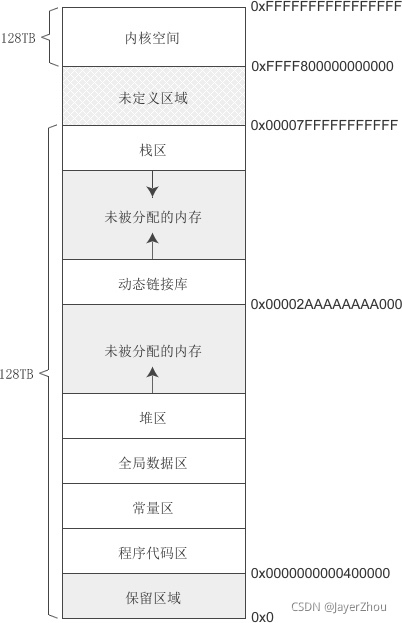 0xFFFFFFFFFFFFFFFF
128TB
内核空间
0xFFFF800000000000
未定义区域
0x00007FFFFFFFFFFF
栈区
未被分配的内存
动态链接库
0x00002AAAAAAAA000
未被分配的内存
128TB
堆区
全局数据区
常量区
程序代码区
0x0000000000400000
保留区域
CSDN @JayerZhou
0x0